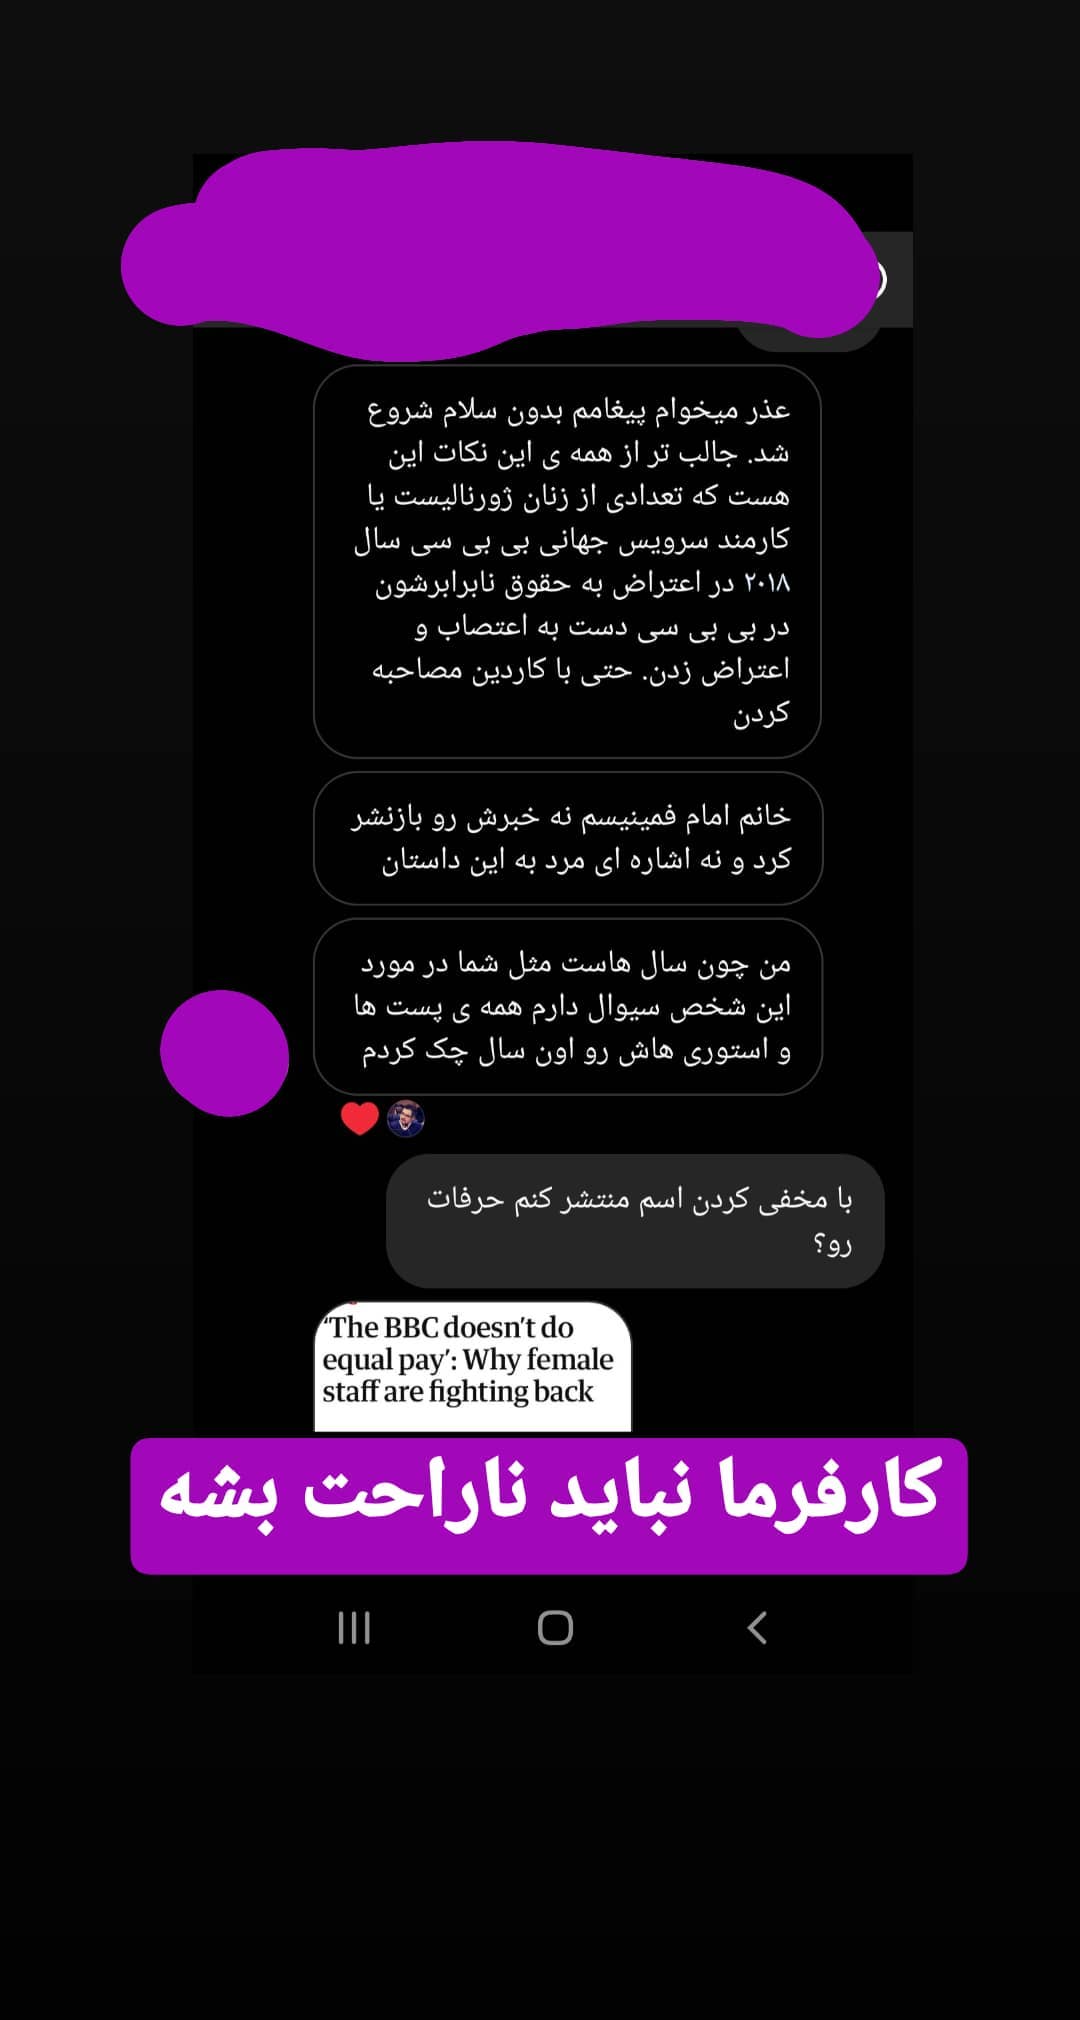 عذر میخوام پیغامم بدون سلام شروع
شد. جالب تر از همه ی این نکات این
هست که تعدادی از زنان ژورنالیست یا
کارمند سرویس جهانی بی بی سی سال
۲۰۱۸ در اعتراض به حقوق نابرابرشون
در بی بی سی دست به اعتصاب و
اعتراض زدن. حتی با کاردین مصاحبه
کردن
خانم امام فمینیسم نه خبرش رو بازنشر
کرد و نه اشاره ای مرد به این داستان
من چون سال هاست مثل شما در مورد
این شخص سیوال دارم همه ی پست ها
و استوری هاش رو اون سال چک کردم
با مخفی کردن اسم منتشر کنم حرفات
رو؟
‘The BBC doesn’t do
equal pay’: Why female
staff are fighting back
کارفرما نباید ناراحت بشه